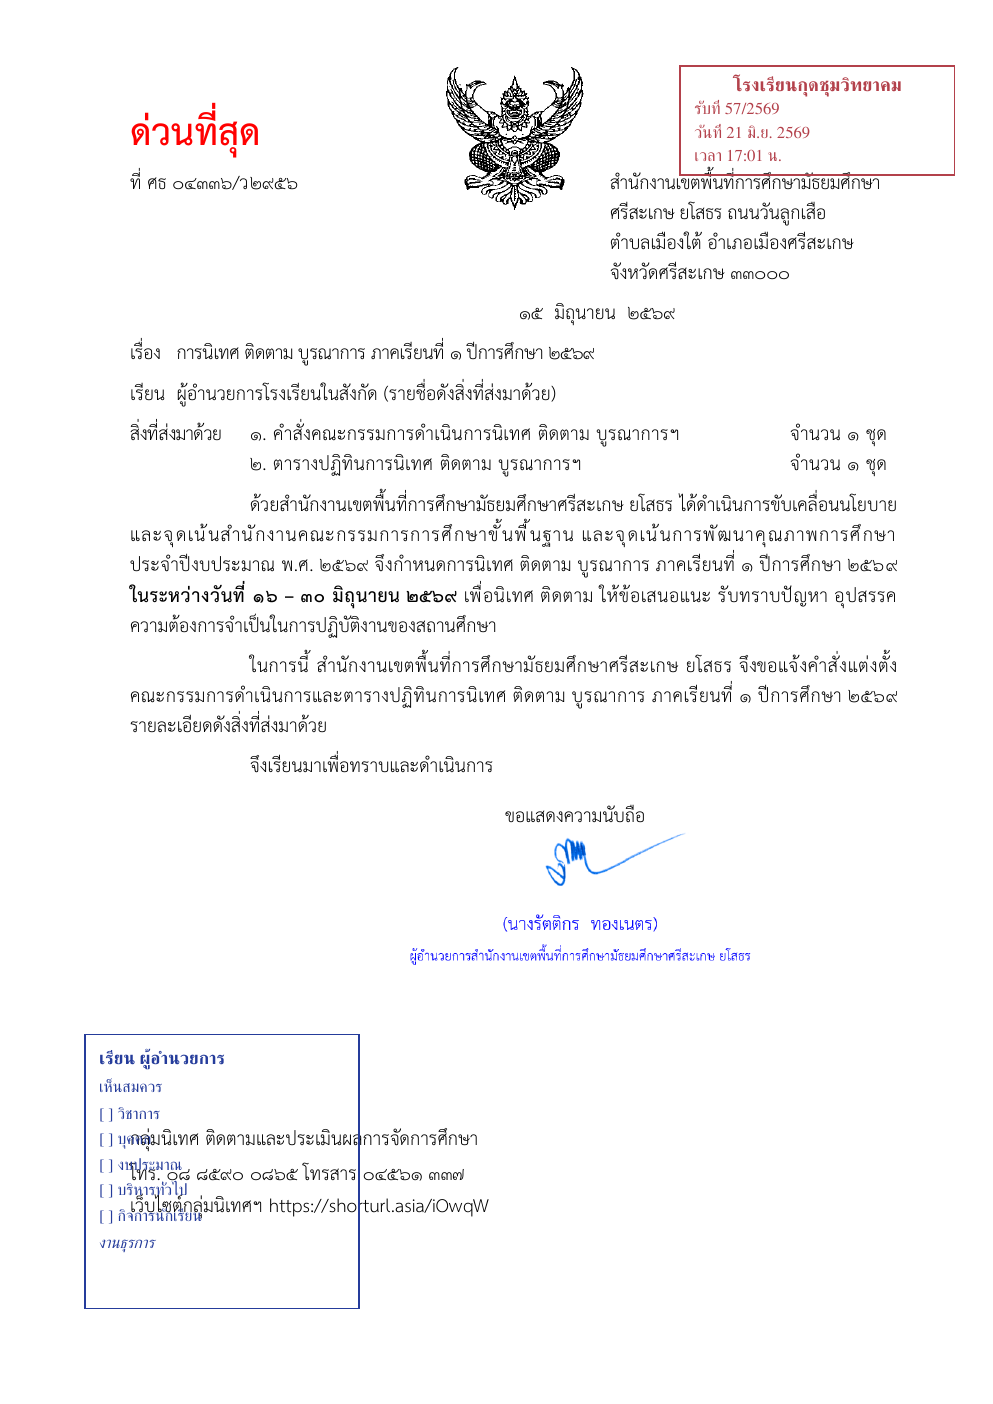 โรงเรียนกุดชุมวิทยาคม
รับที่ 57/2569
วันที่ 21 มิ.ย. 2569
เวลา 17:01 น.
ด่วนที่สุด
ที่ ศธ ๐๔๓๓๖/ว๒๙๕๖
สำนักงานเขตพื้นที่การศึกษามัธยมศึกษา
ศรีสะเกษ ยโสธร ถนนวันลูกเสือ
ตำบลเมืองใต้ อำเภอเมืองศรีสะเกษ
จังหวัดศรีสะเกษ ๓๓๐๐๐
๑๕ มิถุนายน ๒๕๖๙
เรื่อง การนิเทศ ติดตาม บูรณาการ ภาคเรียนที่ ๑ ปีการศึกษา ๒๕๖๙
เรียน ผู้อำนวยการโรงเรียนในสังกัด (รายชื่อดังสิ่งที่ส่งมาด้วย)
สิ่งที่ส่งมาด้วย ๑. คำสั่งคณะกรรมการดำเนินการนิเทศ ติดตาม บูรณาการฯ จำนวน ๑ ชุด
๒. ตารางปฏิทินการนิเทศ ติดตาม บูรณาการฯ จำนวน ๑ ชุด
ด้วยสำนักงานเขตพื้นที่การศึกษามัธยมศึกษาศรีสะเกษ ยโสธร ได้ดำเนินการขับเคลื่อนนโยบาย
และจุดเน้นสำนักงานคณะกรรมการการศึกษาขั้นพื้นฐาน และจุดเน้นการพัฒนาคุณภาพการศึกษา
ประจำปีงบประมาณ พ.ศ. ๒๕๖๙ จึงกำหนดการนิเทศ ติดตาม บูรณาการ ภาคเรียนที่ ๑ ปีการศึกษา ๒๕๖๙
ในระหว่างวันที่ ๑๖ – ๓๐ มิถุนายน ๒๕๖๙ เพื่อนิเทศ ติดตาม ให้ข้อเสนอแนะ รับทราบปัญหา อุปสรรค
ความต้องการจำเป็นในการปฏิบัติงานของสถานศึกษา
ในการนี้ สำนักงานเขตพื้นที่การศึกษามัธยมศึกษาศรีสะเกษ ยโสธร จึงขอแจ้งคำสั่งแต่งตั้ง
คณะกรรมการดำเนินการและตารางปฏิทินการนิเทศ ติดตาม บูรณาการ ภาคเรียนที่ ๑ ปีการศึกษา ๒๕๖๙
รายละเอียดดังสิ่งที่ส่งมาด้วย
จึงเรียนมาเพื่อทราบและดำเนินการ
ขอแสดงความนับถือ
(นางรัตติกร ทองเนตร)
ผู้อำนวยการสำนักงานเขตพื้นที่การศึกษามัธยมศึกษาศรีสะเกษ ยโสธร
เรียน ผู้อำนวยการ
เห็นสมควร
[ ] วิชาการ
[ ] บุคคล
[ ] งบประมาณ
[ ] บริหารทั่วไป
[ ] กิจการนักเรียน
งานธุรการ
กลุ่มนิเทศ ติดตามและประเมินผลการจัดการศึกษา
โทร. ๐๘ ๘๕๙๐ ๐๘๖๕ โทรสาร ๐๔๕๖๑ ๓๓๗
เว็บไซต์กลุ่มนิเทศฯ https://shorturl.asia/iOwqW